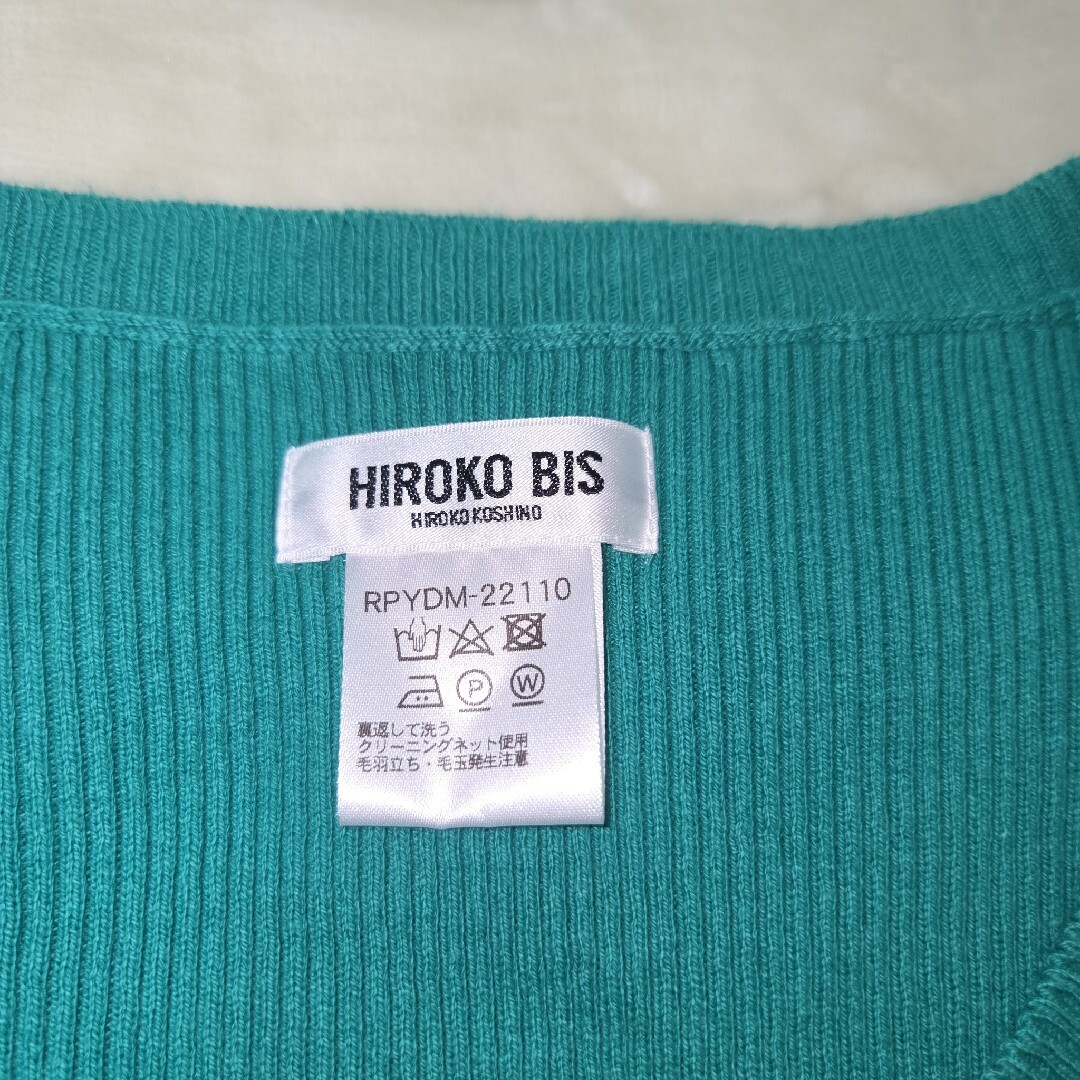 HIROKO BIS
HIROKO KOSHINO
RPYDM-22110
P W
裏返して洗う
クリーニングネット使用
毛羽立ち・毛玉発生注意